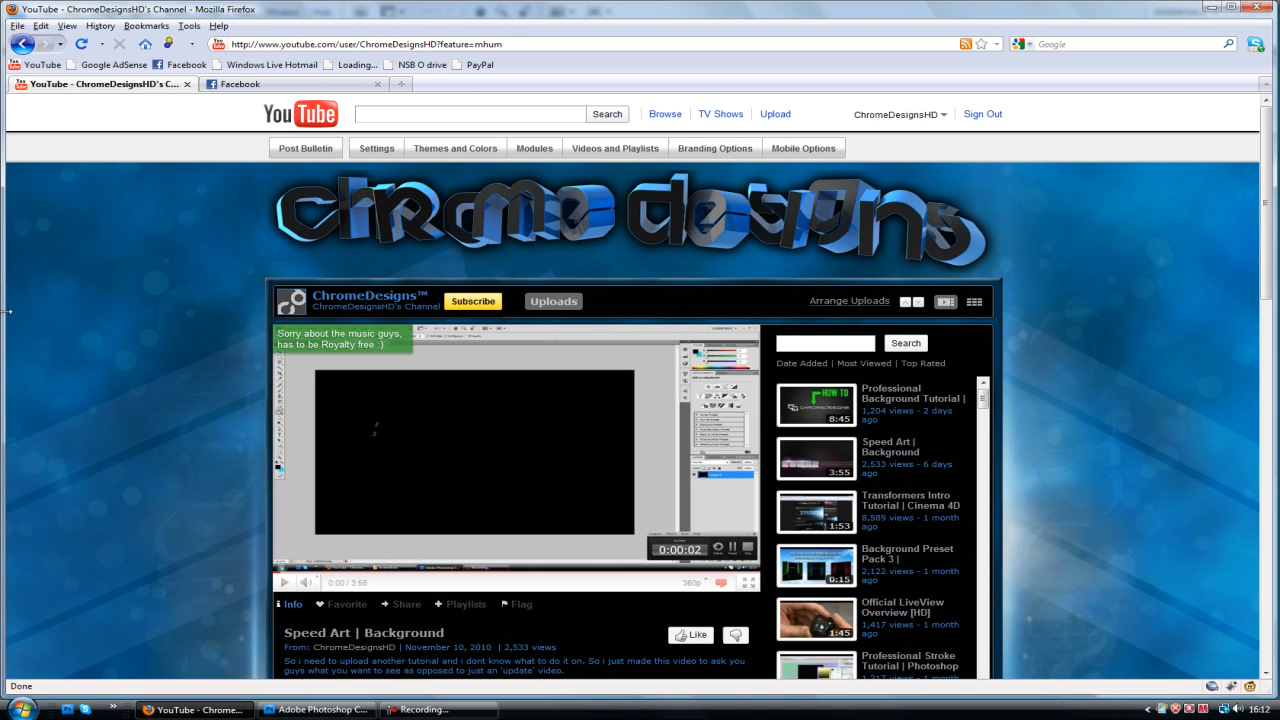 YouTube - ChromeDesignsHD's Channel - Mozilla Firefox
File Edit View History Bookmarks Tools Help
http://www.youtube.com/user/ChromeDesignsHD?feature=mhum
Google
YouTube Google AdSense Facebook Windows Live Hotmail Loading... NSB O drive PayPal
YouTube - ChromeDesignsHD's C... Facebook
YouTube Search Browse TV Shows Upload ChromeDesignsHD Sign Out
Post Bulletin Settings Themes and Colors Modules Videos and Playlists Branding Options Mobile Options
chrome designs
ChromeDesigns™
ChromeDesignsHD's Channel
Subscribe Uploads Arrange Uploads
Sorry about the music guys,
has to be Royalty free :)
0:00:02
0:00 / 3:55 360p
Info Favorite Share Playlists Flag
Speed Art | Background
Like
From: ChromeDesignsHD | November 10, 2010 | 2,533 views
So i need to upload another tutorial and i dont know what to do it on. So i just made this video to ask you
guys what you want to see as opposed to just an 'update' video.
Search
Date Added | Most Viewed | Top Rated
HOW TO
CHROMEDESIGNS
8:45
Professional
Background Tutorial |
1,204 views - 2 days
ago
3:55
Speed Art |
Background
2,533 views - 6 days
ago
1:53
Transformers Intro
Tutorial | Cinema 4D
8,589 views - 1 month
ago
0:15
Background Preset
Pack 3 |
2,122 views - 1 month
ago
1:45
Official LiveView
Overview [HD]
1,417 views - 1 month
ago
Professional Stroke
Tutorial | Photoshop
Done
YouTube - Chrome... Adobe Photoshop C... Recording... 16:12